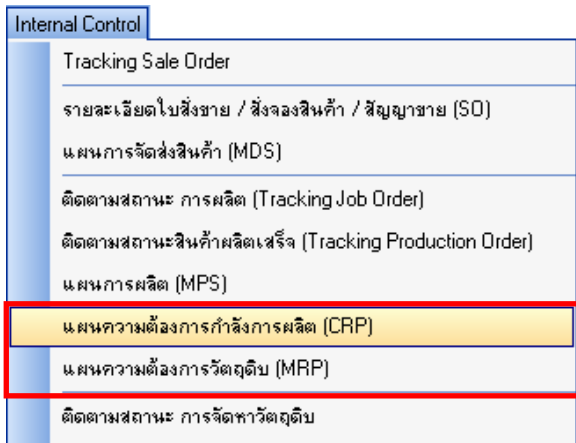 Internal Control
Tracking Sale Order
รายละเอียดใบสั่งขาย / สั่งจองสินค้า / สัญญาขาย (SO)
แผนการจัดส่งสินค้า (MDS)
ติดตามสถานะ การผลิต (Tracking Job Order)
ติดตามสถานะสินค้าผลิตเสร็จ (Tracking Production Order)
แผนการผลิต (MPS)
แผนความต้องการกำลังการผลิต (CRP)
แผนความต้องการวัตถุดิบ (MRP)
ติดตามสถานะ การจัดหาวัตถุดิบ